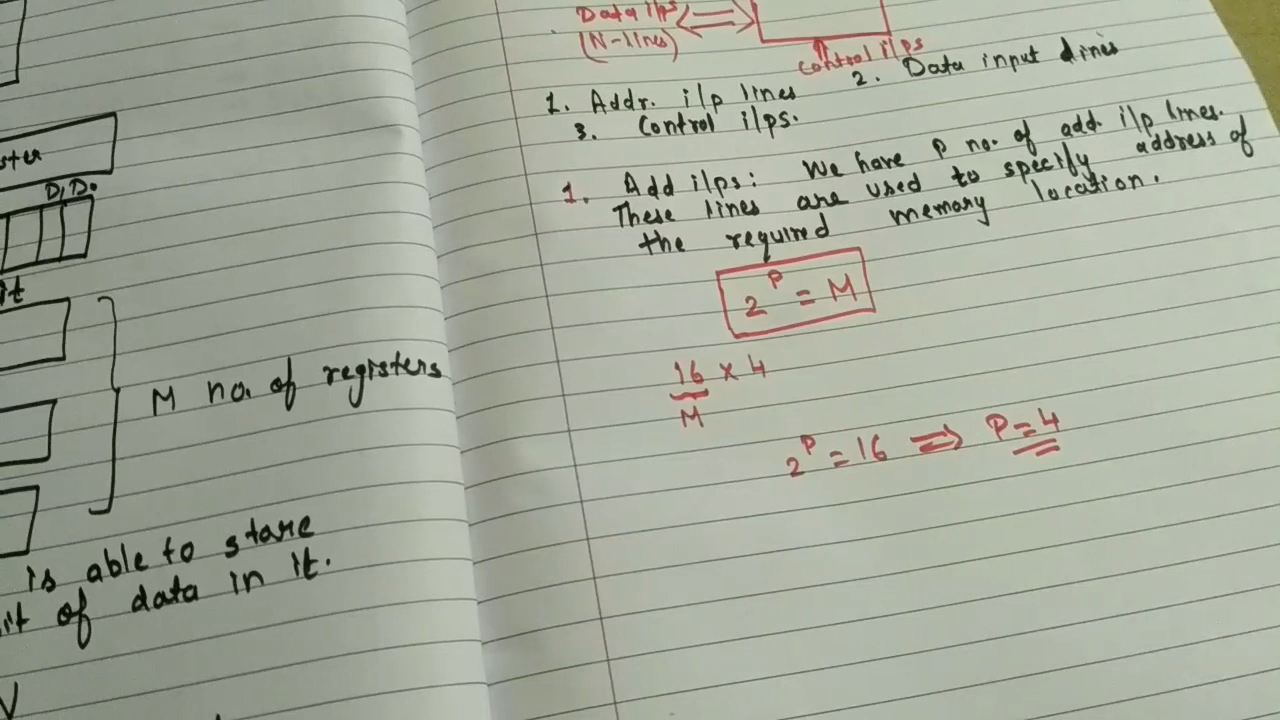 D₁ D₀
M no. of registers
is able to store
of data in it.
Data i/ps
(N-lines)
control i/ps
1. Addr. i/p lines
2. Data input lines
3. Control i/ps.
1. Add i/ps: We have p no. of add. i/p lines.
These lines are used to specify address of
the required memory location.
2^P = M
16 x 4
M
2^P = 16 ⇒ P = 4